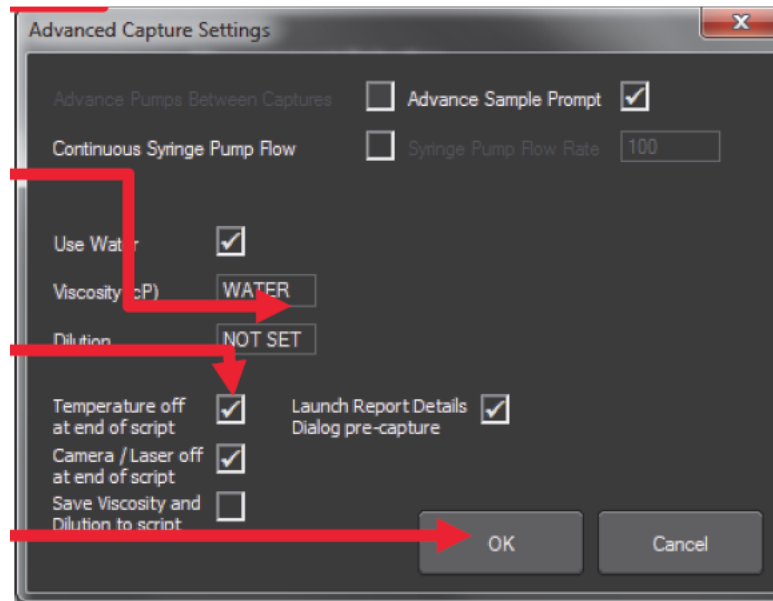 Advanced Capture Settings
Advance Pumps Between Captures
Advance Sample Prompt
Continuous Syringe Pump Flow
Syringe Pump Flow Rate 100
Use Water
Viscosity (cP) WATER
Dilution NOT SET
Temperature off
at end of script
Launch Report Details
Dialog pre-capture
Camera / Laser off
at end of script
Save Viscosity and
Dilution to script
OK
Cancel